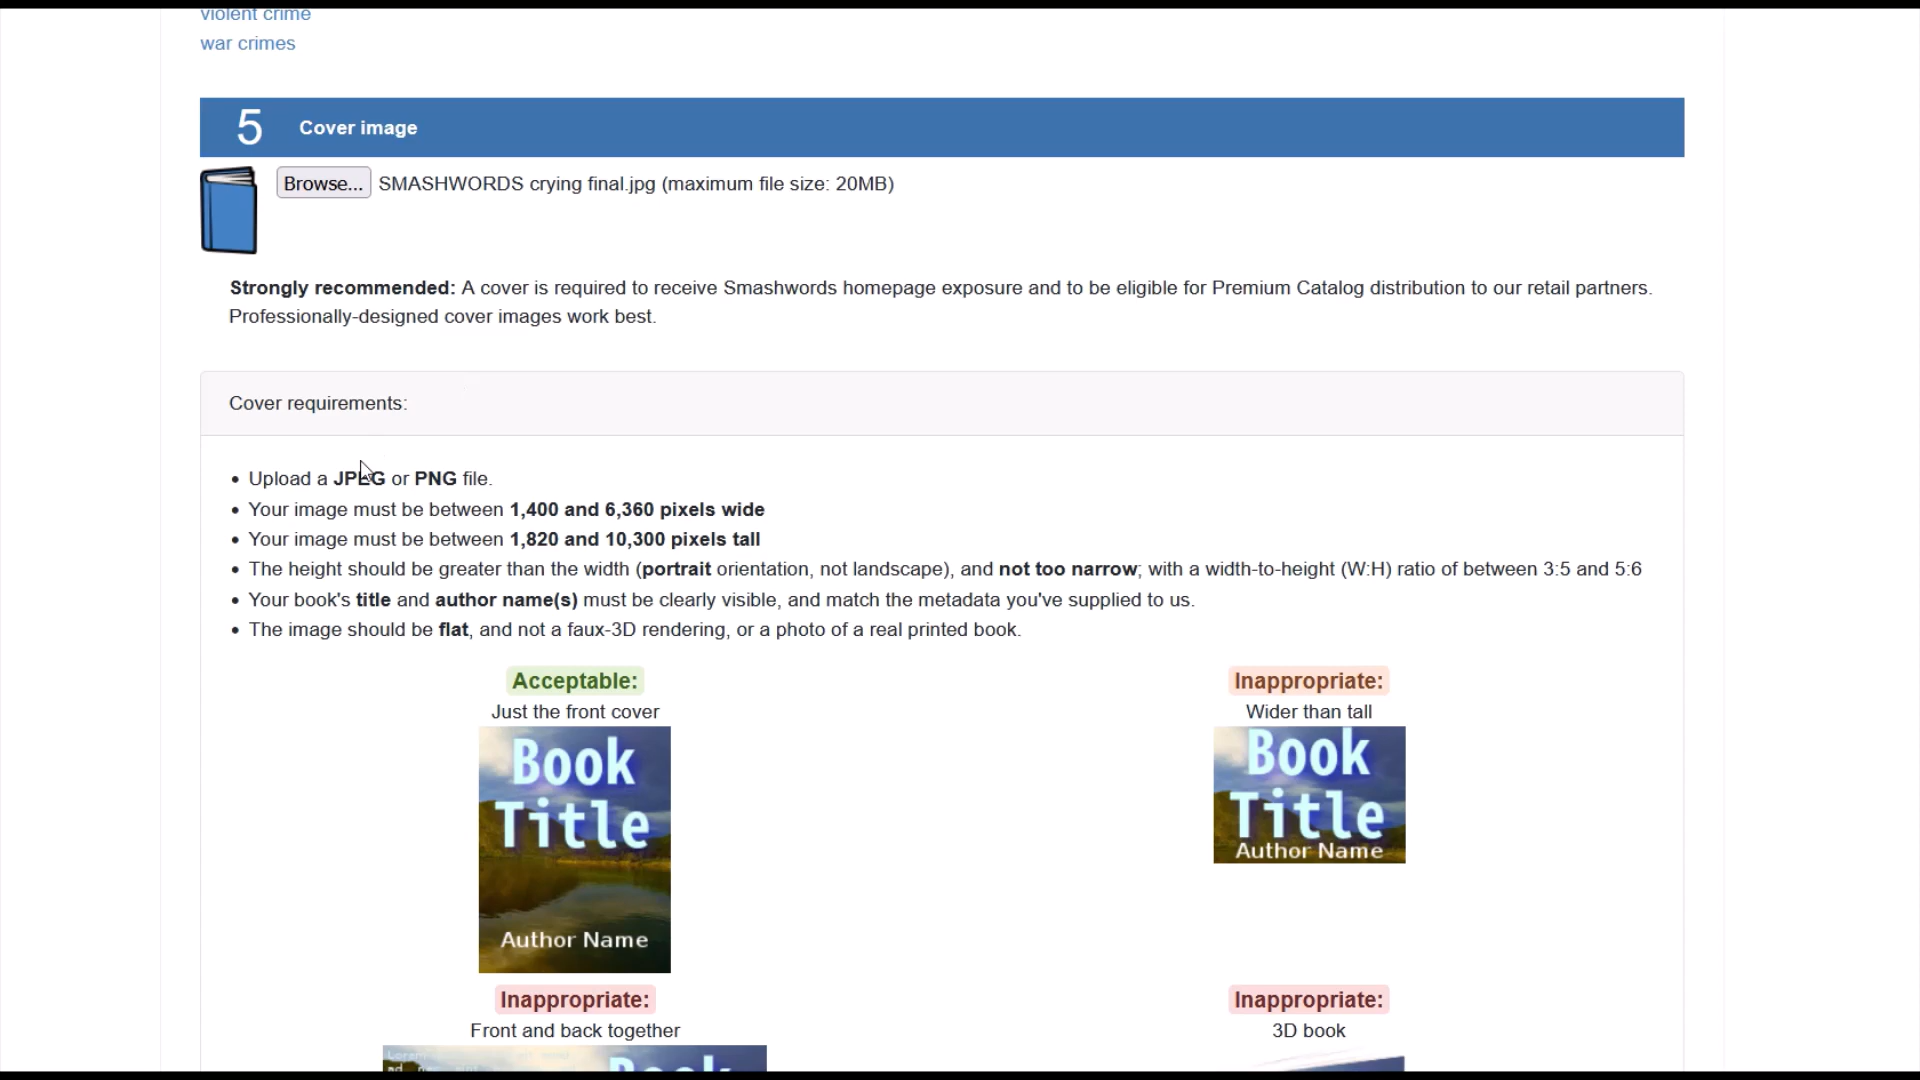 violent crime
war crimes
5 Cover image
Browse... SMASHWORDS crying final.jpg (maximum file size: 20MB)
Strongly recommended: A cover is required to receive Smashwords homepage exposure and to be eligible for Premium Catalog distribution to our retail partners.
Professionally-designed cover images work best.
Cover requirements:
• Upload a JPEG or PNG file.
• Your image must be between 1,400 and 6,360 pixels wide
• Your image must be between 1,820 and 10,300 pixels tall
• The height should be greater than the width (portrait orientation, not landscape), and not too narrow; with a width-to-height (W:H) ratio of between 3:5 and 5:6
• Your book's title and author name(s) must be clearly visible, and match the metadata you've supplied to us.
• The image should be flat, and not a faux-3D rendering, or a photo of a real printed book.
Acceptable:
Just the front cover
Book
Title
Author Name
Inappropriate:
Wider than tall
Book
Title
Author Name
Inappropriate:
Front and back together
Book
Inappropriate:
3D book